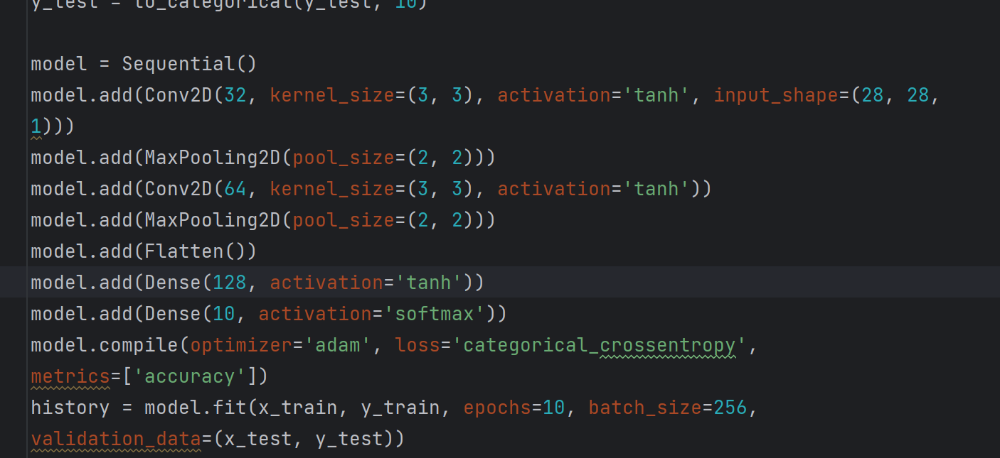 y_test = to_categorical(y_test, 10)
model = Sequential()
model.add(Conv2D(32, kernel_size=(3, 3), activation='tanh', input_shape=(28, 28,
1)))
model.add(MaxPooling2D(pool_size=(2, 2)))
model.add(Conv2D(64, kernel_size=(3, 3), activation='tanh'))
model.add(MaxPooling2D(pool_size=(2, 2)))
model.add(Flatten())
model.add(Dense(128, activation='tanh'))
model.add(Dense(10, activation='softmax'))
model.compile(optimizer='adam', loss='categorical_crossentropy',
metrics=['accuracy'])
history = model.fit(x_train, y_train, epochs=10, batch_size=256,
validation_data=(x_test, y_test))